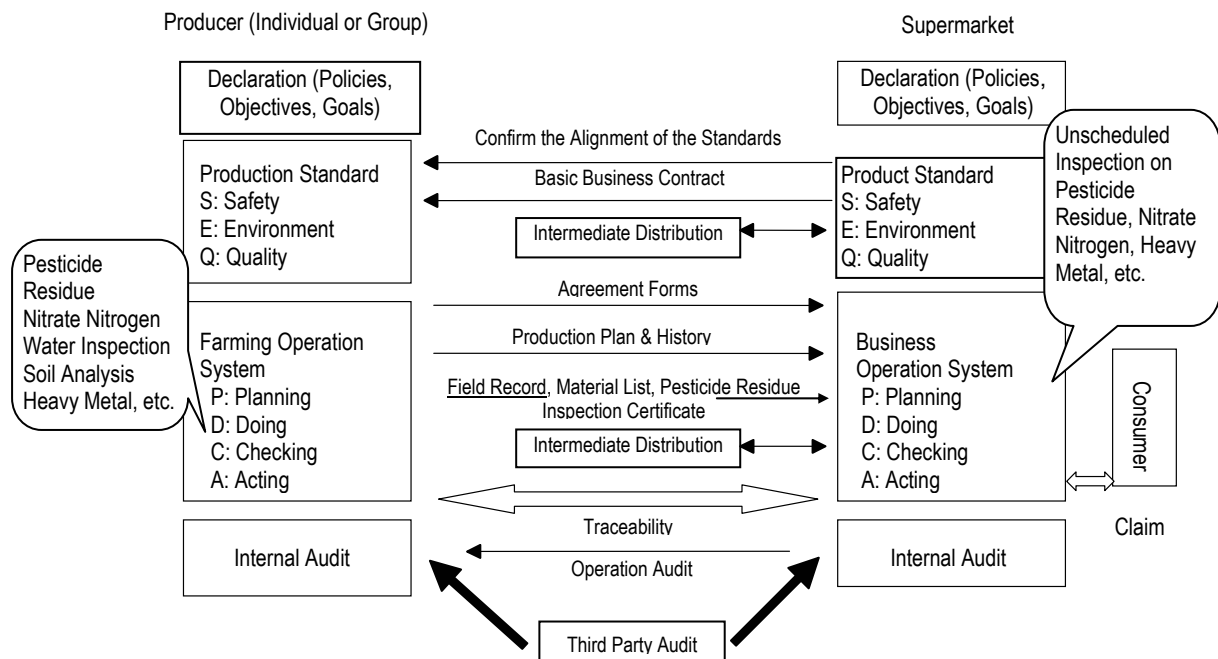 Producer (Individual or Group)
Supermarket
Declaration (Policies,
Objectives, Goals)
Declaration (Policies,
Objectives, Goals)
Confirm the Alignment of the Standards
Basic Business Contract
Intermediate Distribution
Production Standard
S: Safety
E: Environment
Q: Quality
Product Standard
S: Safety
E: Environment
Q: Quality
Unscheduled
Inspection on
Pesticide
Residue, Nitrate
Nitrogen, Heavy
Metal, etc.
Pesticide
Residue
Nitrate Nitrogen
Water Inspection
Soil Analysis
Heavy Metal, etc.
Agreement Forms
Production Plan & History
Field Record, Material List, Pesticide Residue
Inspection Certificate
Intermediate Distribution
Farming Operation
System
P: Planning
D: Doing
C: Checking
A: Acting
Business
Operation System
P: Planning
D: Doing
C: Checking
A: Acting
Consumer
Claim
Traceability
Operation Audit
Internal Audit
Internal Audit
Third Party Audit